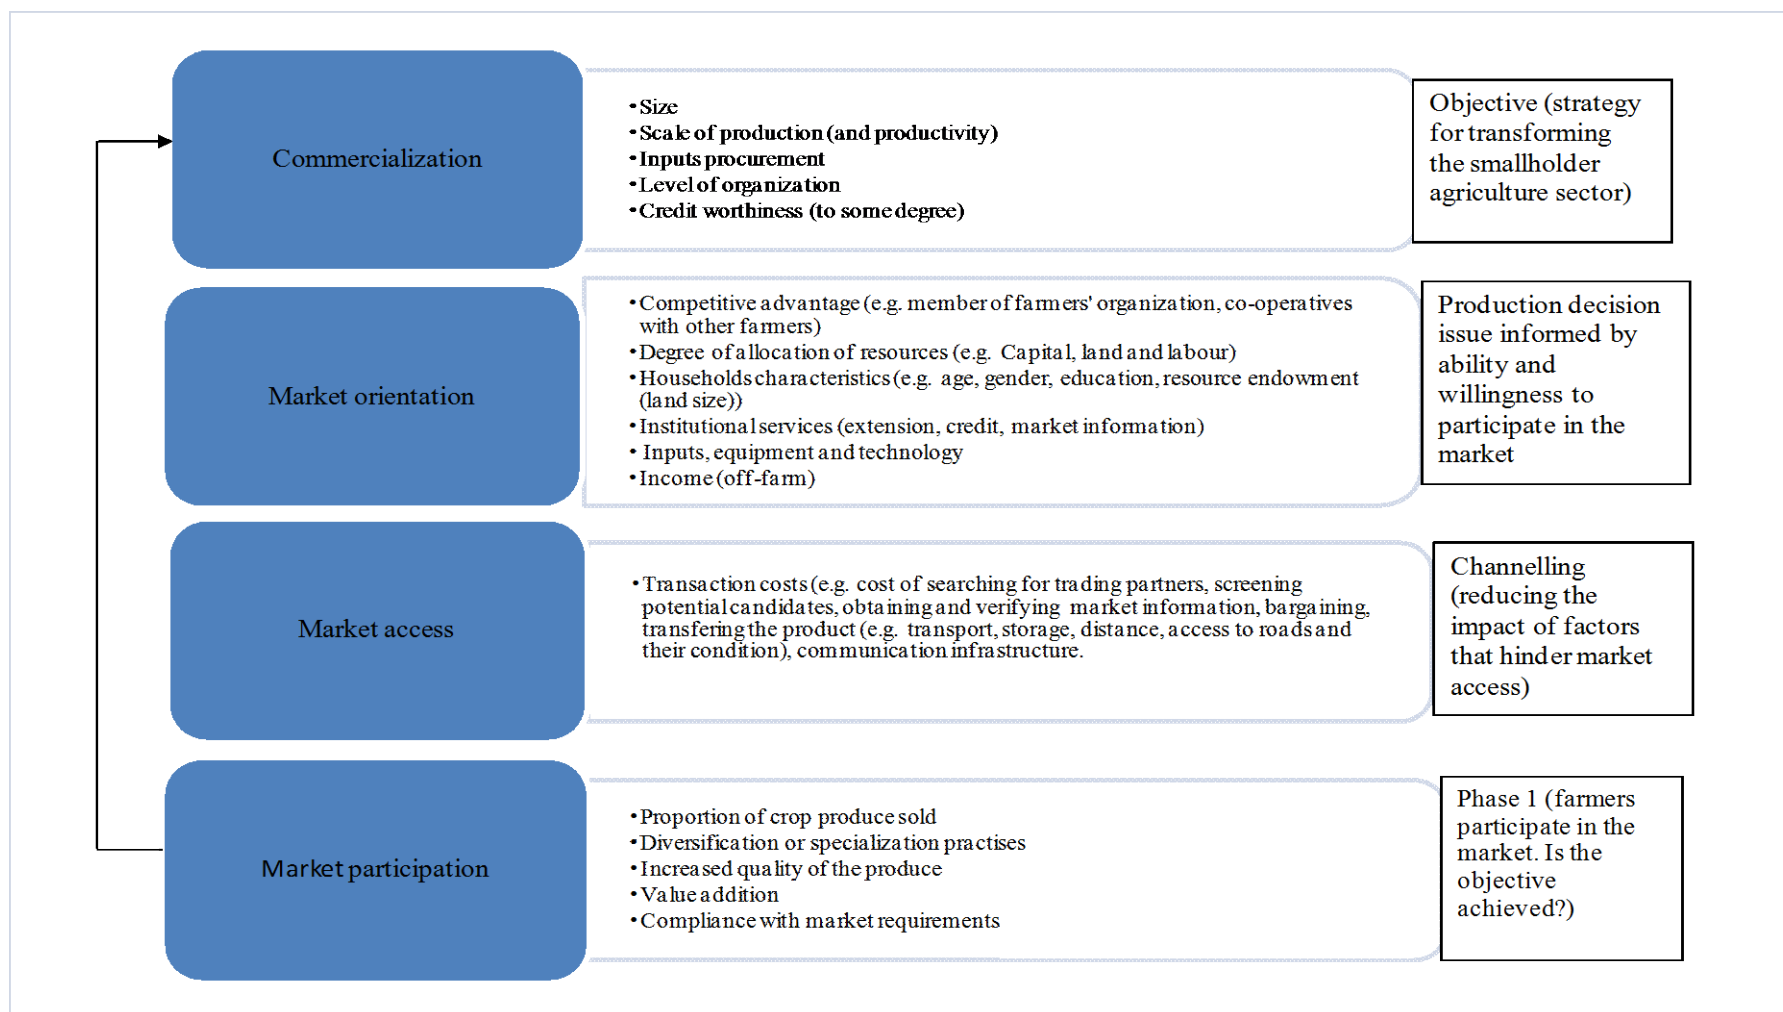 Commercialization
•Size
•Scale of production (and productivity)
•Inputs procurement
•Level of organization
•Credit worthiness (to some degree)
Objective (strategy
for transforming
the smallholder
agriculture sector)
Market orientation
•Competitive advantage (e.g. member of farmers' organization, co-operatives
with other farmers)
•Degree of allocation of resources (e.g. Capital, land and labour)
•Households characteristics (e.g. age, gender, education, resource endowment
(land size))
•Institutional services (extension, credit, market information)
• Inputs, equipment and technology
•Income (off-farm)
Production decision
issue informed by
ability and
willingness to
participate in the
market
Market access
•Transaction costs (e.g. cost of searching for trading partners, screening
potential candidates, obtaining and verifying market information, bargaining,
transfering the product (e.g. transport, storage, distance, access to roads and
their condition), communication infrastructure.
Channelling
(reducing the
impact of factors
that hinder market
access)
Market participation
•Proportion of crop produce sold
•Diversification or specialization practises
•Increased quality of the produce
•Value addition
•Compliance with market requirements
Phase 1 (farmers
participate in the
market. Is the
objective
achieved?)